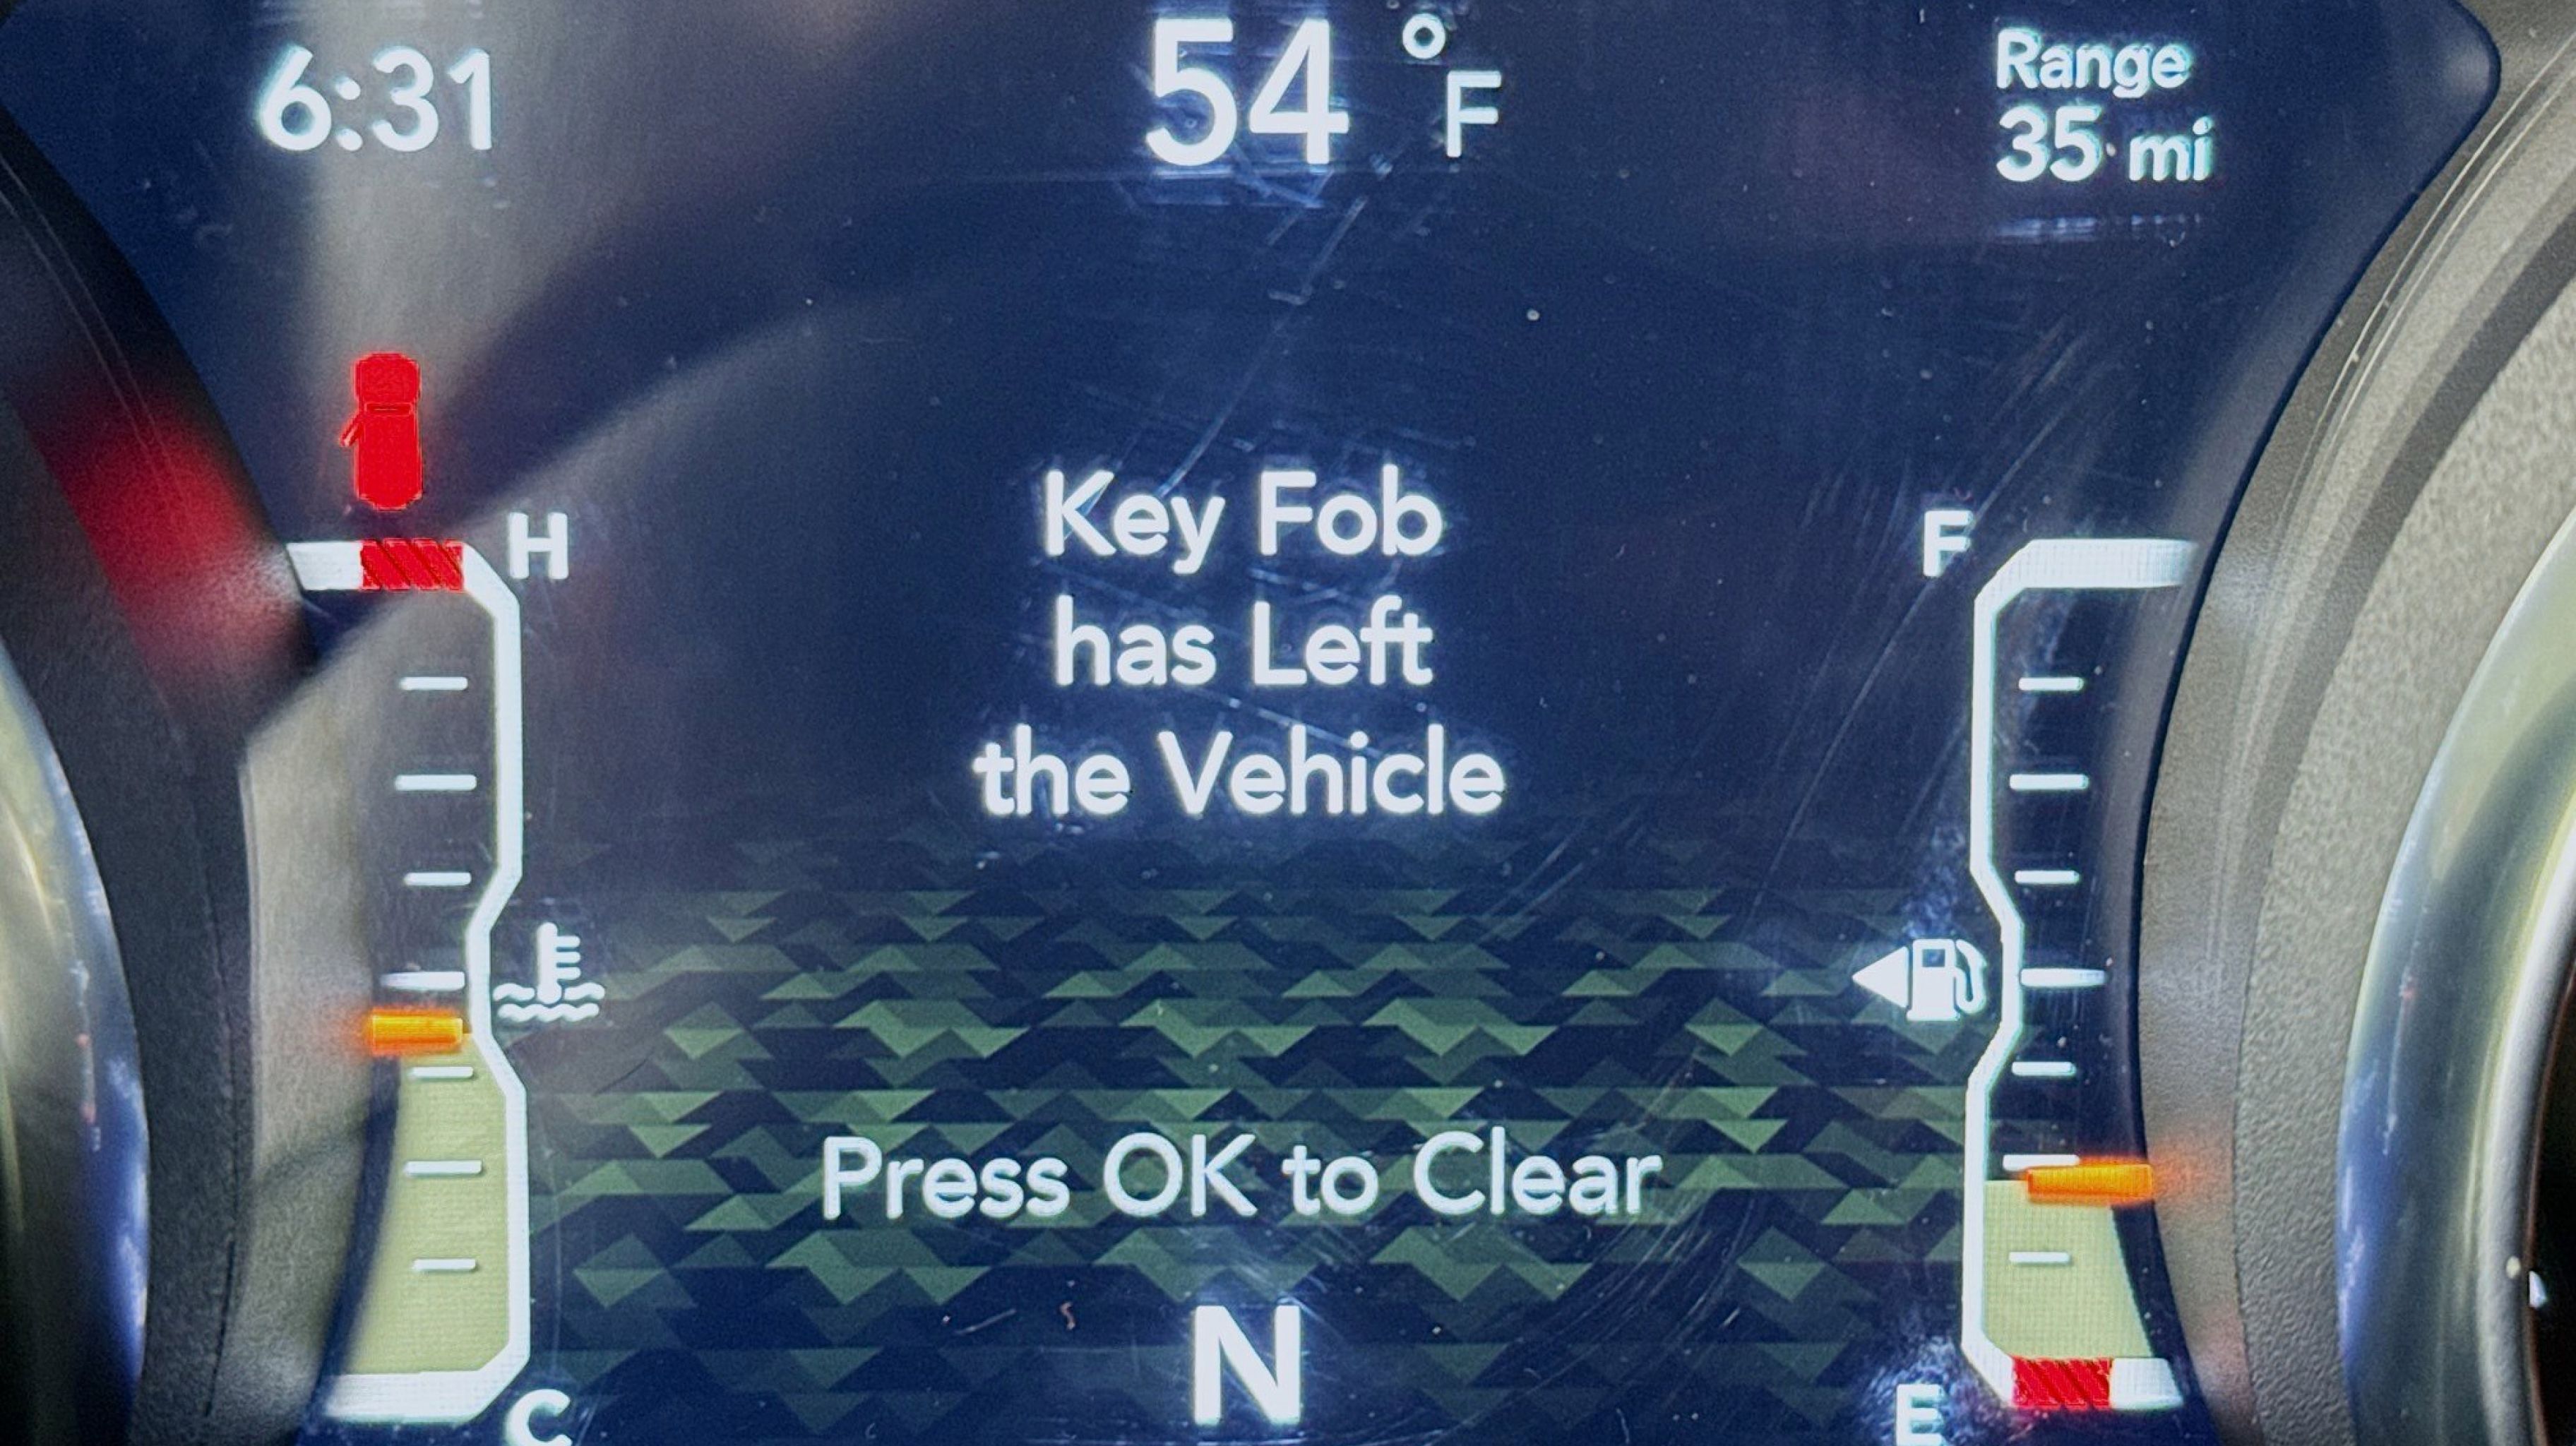 6:31
54 °F
Range
35 mi
Key Fob
has Left
the Vehicle
H
F
Press OK to Clear
N
C
E